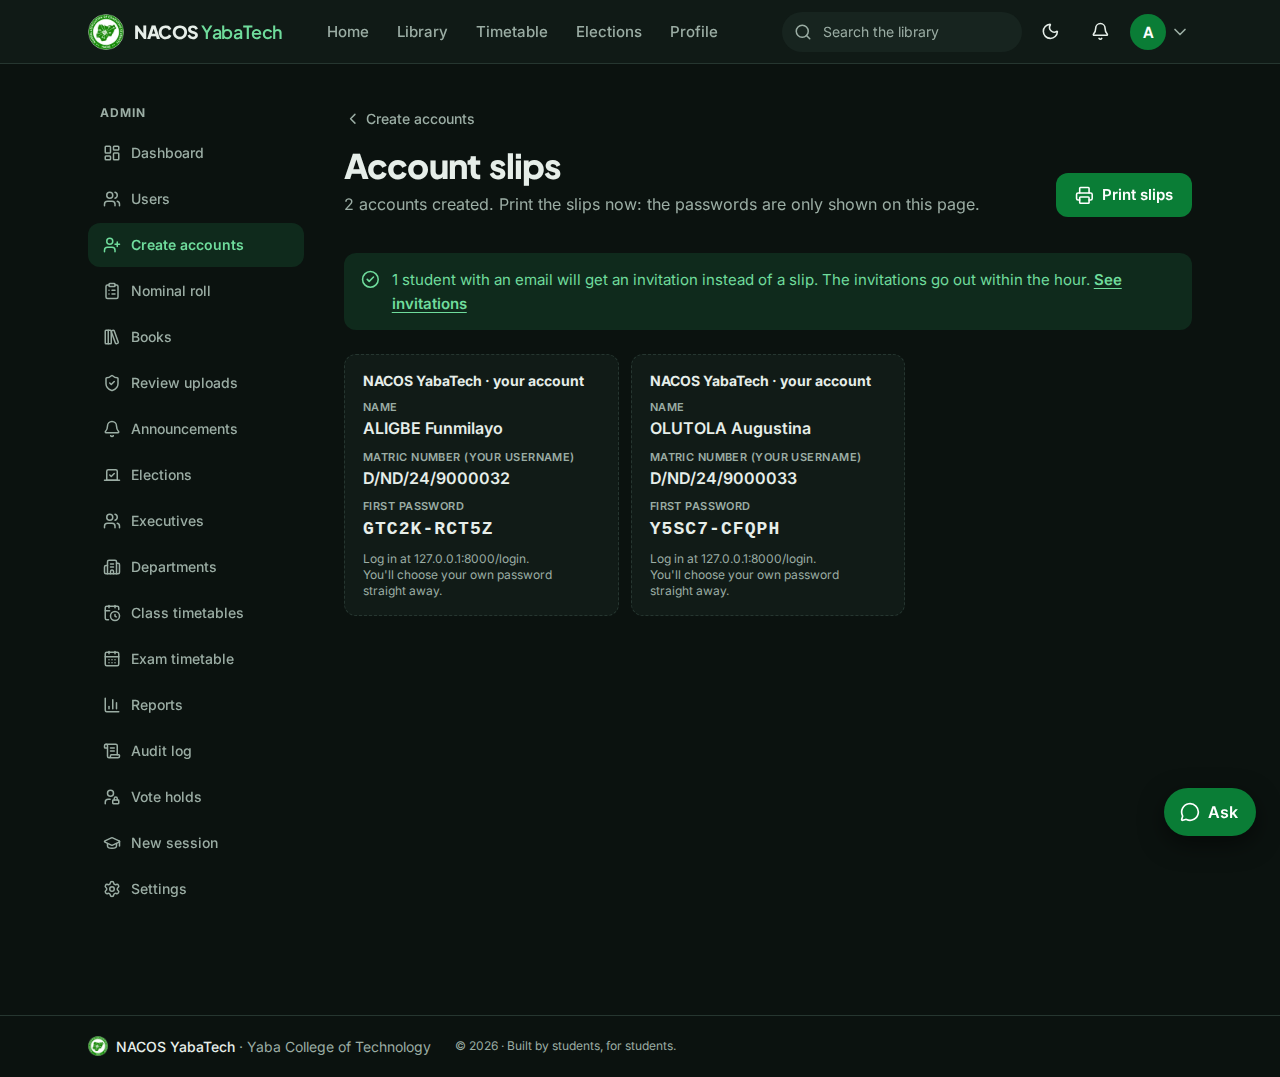 NACOS YabaTech
Home
Library
Timetable
Elections
Profile
Search the library
A
ADMIN
Dashboard
Users
Create accounts
Nominal roll
Books
Review uploads
Announcements
Elections
Executives
Departments
Class timetables
Exam timetable
Reports
Audit log
Vote holds
New session
Settings
Create accounts
Account slips
2 accounts created. Print the slips now: the passwords are only shown on this page.
Print slips
1 student with an email will get an invitation instead of a slip. The invitations go out within the hour. See
invitations
NACOS YabaTech · your account
NAME
ALIGBE Funmilayo
MATRIC NUMBER (YOUR USERNAME)
D/ND/24/9000032
FIRST PASSWORD
GTC2K-RCT5Z
Log in at 127.0.0.1:8000/login.
You'll choose your own password
straight away.
NACOS YabaTech · your account
NAME
OLUTOLA Augustina
MATRIC NUMBER (YOUR USERNAME)
D/ND/24/9000033
FIRST PASSWORD
Y5SC7-CFQPH
Log in at 127.0.0.1:8000/login.
You'll choose your own password
straight away.
Ask
NACOS YabaTech · Yaba College of Technology
© 2026 · Built by students, for students.